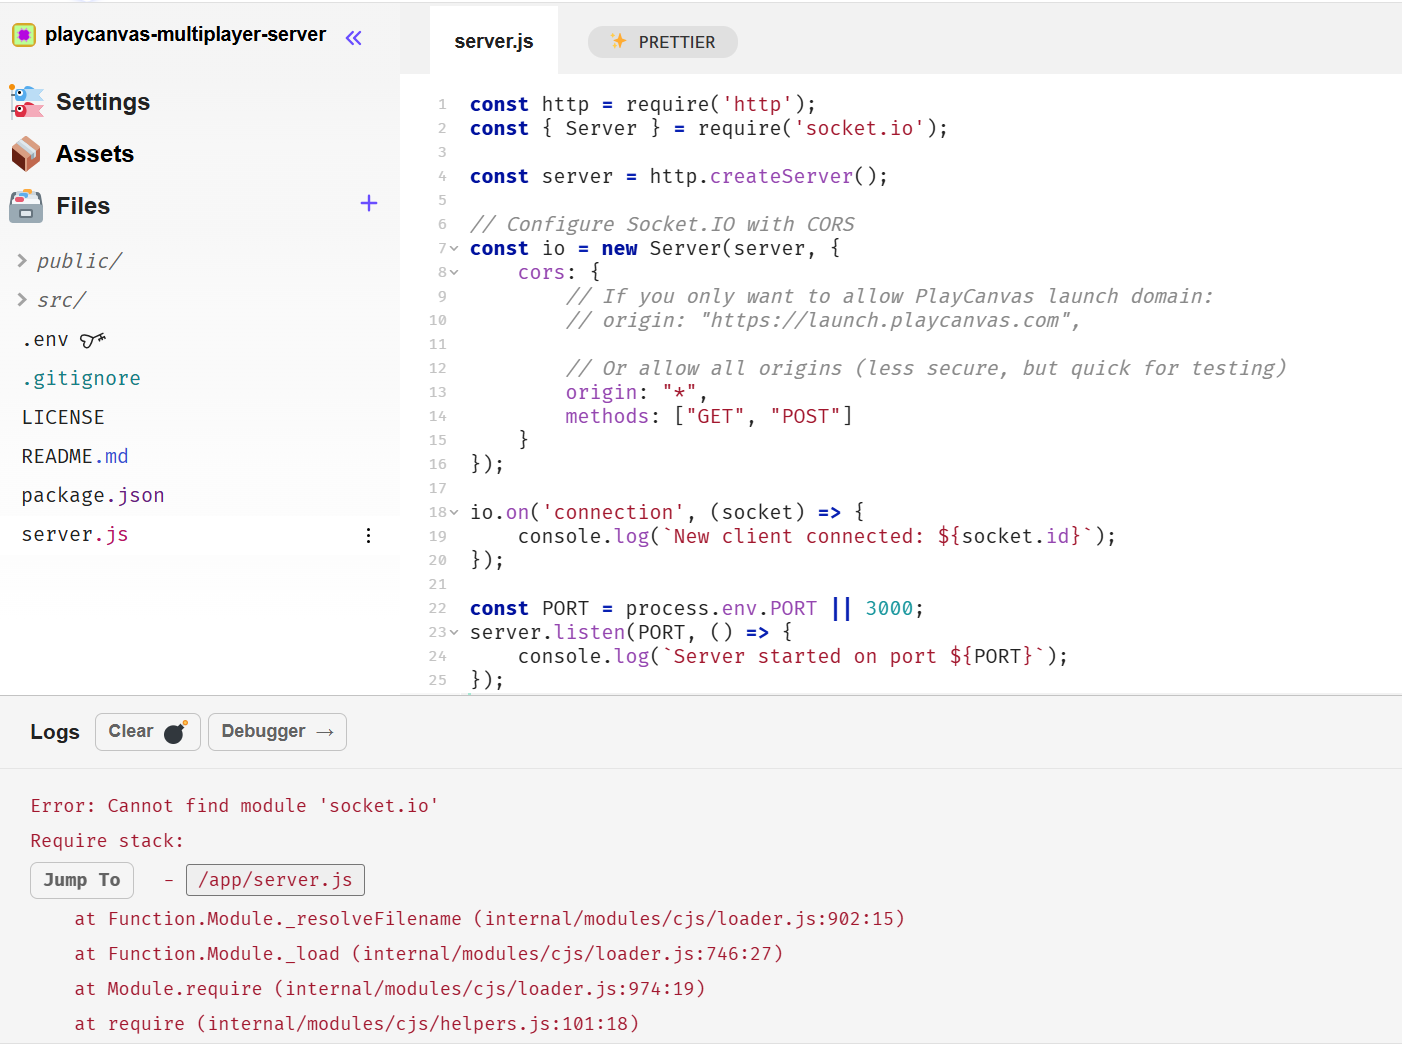 playcanvas-multiplayer-server «
Settings
Assets
Files +
public/
src/
.env
.gitignore
LICENSE
README.md
package.json
server.js
server.js
PRETTIER
1 const http = require('http');
2 const { Server } = require('socket.io');
3
4 const server = http.createServer();
5
6 // Configure Socket.IO with CORS
7 const io = new Server(server, {
8     cors: {
9         // If you only want to allow PlayCanvas launch domain:
10         // origin: "https://launch.playcanvas.com",
11
12         // Or allow all origins (less secure, but quick for testing)
13         origin: "*",
14         methods: ["GET", "POST"]
15     }
16 });
17
18 io.on('connection', (socket) => {
19     console.log(`New client connected: ${socket.id}`);
20 });
21
22 const PORT = process.env.PORT || 3000;
23 server.listen(PORT, () => {
24     console.log(`Server started on port ${PORT}`);
25 });
Logs Clear Debugger →
Error: Cannot find module 'socket.io'
Require stack:
Jump To - /app/server.js
    at Function.Module._resolveFilename (internal/modules/cjs/loader.js:902:15)
    at Function.Module._load (internal/modules/cjs/loader.js:746:27)
    at Module.require (internal/modules/cjs/loader.js:974:19)
    at require (internal/modules/cjs/helpers.js:101:18)